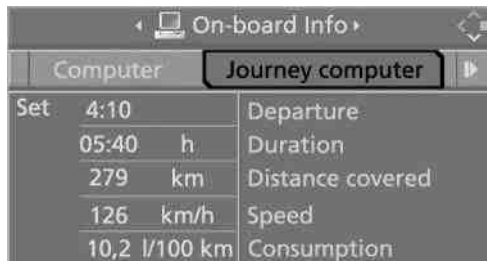 On-board Info
Computer Journey computer
Set 4:10 Departure
05:40 h Duration
279 km Distance covered
126 km/h Speed
10,2 l/100 km Consumption